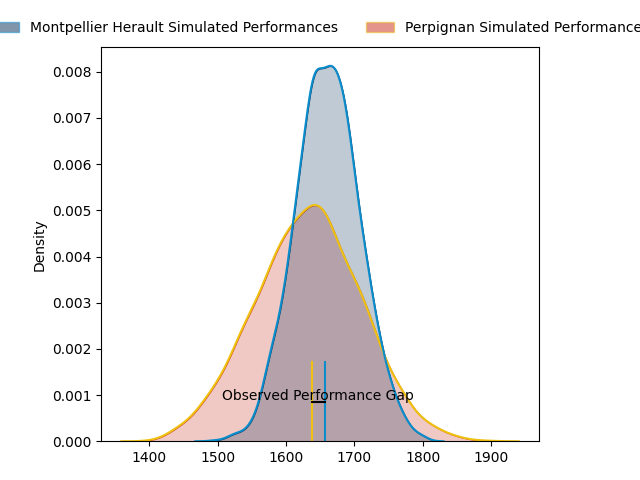 Montpellier Herault Simulated Performances Perpignan Simulated Performance
0.008
0.007
0.006
0.005
0.004
0.003
0.002
0.001
0.000
Density
Observed Performance Gap
1400 1500 1600 1700 1800 1900